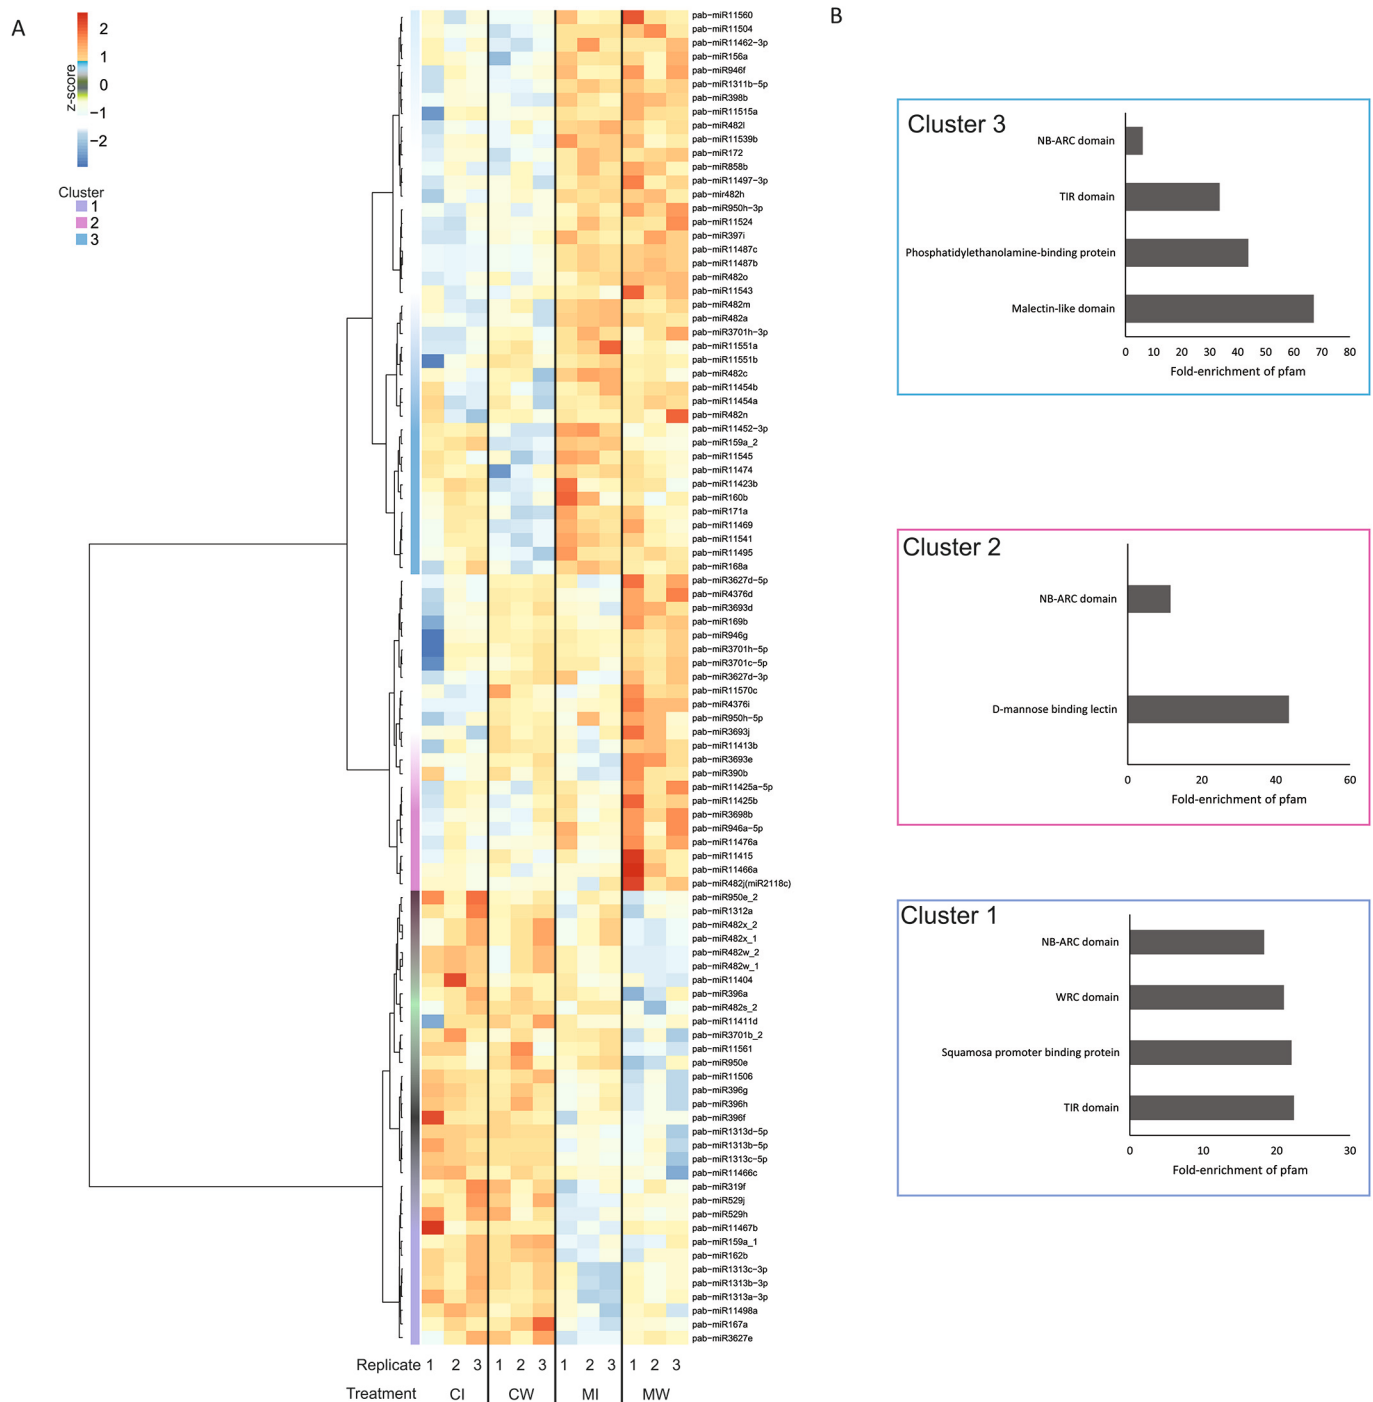 A
2
1
0
−1
−2
z-score
Cluster
1
2
3
pab−miR11560
pab−miR11504
pab−miR11462−3p
pab−miR156a
pab−miR946f
pab−miR1311b−5p
pab−miR398b
pab−miR11515a
pab−miR482l
pab−miR11539b
pab−miR172
pab−miR858b
pab−miR11497−3p
pab−mir482h
pab−miR950h−3p
pab−miR11524
pab−miR397i
pab−miR11487c
pab−miR11487b
pab−miR482o
pab−miR11543
pab−miR482m
pab−miR482a
pab−miR3701h−3p
pab−miR11551a
pab−miR11551b
pab−miR482c
pab−miR11454b
pab−miR11454a
pab−miR482n
pab−miR11452−3p
pab−miR159a_2
pab−miR11545
pab−miR11474
pab−miR11423b
pab−miR160b
pab−miR171a
pab−miR11469
pab−miR11541
pab−miR11495
pab−miR168a
pab−miR3627d−5p
pab−miR4376d
pab−miR3693d
pab−miR169b
pab−miR946g
pab−miR3701h−5p
pab−miR3701c−5p
pab−miR3627d−3p
pab−miR11570c
pab−miR4376i
pab−miR950h−5p
pab−miR3693j
pab−miR11413b
pab−miR3693e
pab−miR390b
pab−miR11425a−5p
pab−miR11425b
pab−miR3698b
pab−miR946a−5p
pab−miR11476a
pab−miR11415
pab−miR11466a
pab−miR482j(miR2118c)
pab−miR950e_2
pab−miR1312a
pab−miR482x_2
pab−miR482x_1
pab−miR482w_2
pab−miR482w_1
pab−miR11404
pab−miR396a
pab−miR482s_2
pab−miR11411d
pab−miR3701b_2
pab−miR11561
pab−miR950e
pab−miR11506
pab−miR396g
pab−miR396h
pab−miR396f
pab−miR1313d−5p
pab−miR1313b−5p
pab−miR1313c−5p
pab−miR11466c
pab−miR319f
pab−miR529j
pab−miR529h
pab−miR11467b
pab−miR159a_1
pab−miR162b
pab−miR1313c−3p
pab−miR1313b−3p
pab−miR1313a−3p
pab−miR11498a
pab−miR167a
pab−miR3627e
Replicate 1 2 3 1 2 3 1 2 3 1 2 3
Treatment CI CW MI MW
B
Cluster 3
NB-ARC domain
TIR domain
Phosphatidylethanolamine-binding protein
Malectin-like domain
0 10 20 30 40 50 60 70 80
Fold-enrichment of pfam
Cluster 2
NB-ARC domain
D-mannose binding lectin
0 20 40 60
Fold-enrichment of pfam
Cluster 1
NB-ARC domain
WRC domain
Squamosa promoter binding protein
TIR domain
0 10 20 30
Fold-enrichment of pfam